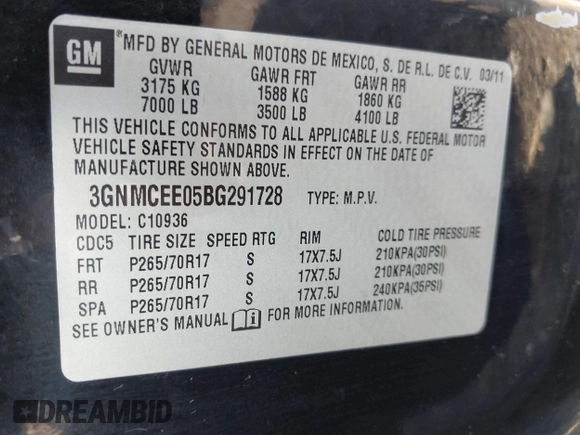 GM
MFD BY GENERAL MOTORS DE MEXICO, S. DE R.L. DE C.V. 03/11
GVWR GAWR FRT GAWR RR
3175 KG 1588 KG 1860 KG
7000 LB 3500 LB 4100 LB
THIS VEHICLE CONFORMS TO ALL APPLICABLE U.S. FEDERAL MOTOR
VEHICLE SAFETY STANDARDS IN EFFECT ON THE DATE OF
MANUFACTURE SHOWN ABOVE.
3GNMCEE05BG291728 TYPE: M.P.V.
MODEL: C10936
CDC5 TIRE SIZE SPEED RTG RIM COLD TIRE PRESSURE
FRT P265/70R17 S 17X7.5J 210KPA(30PSI)
RR P265/70R17 S 17X7.5J 210KPA(30PSI)
SPA P265/70R17 S 17X7.5J 240KPA(35PSI)
SEE OWNER'S MANUAL FOR MORE INFORMATION.
DREAMBID